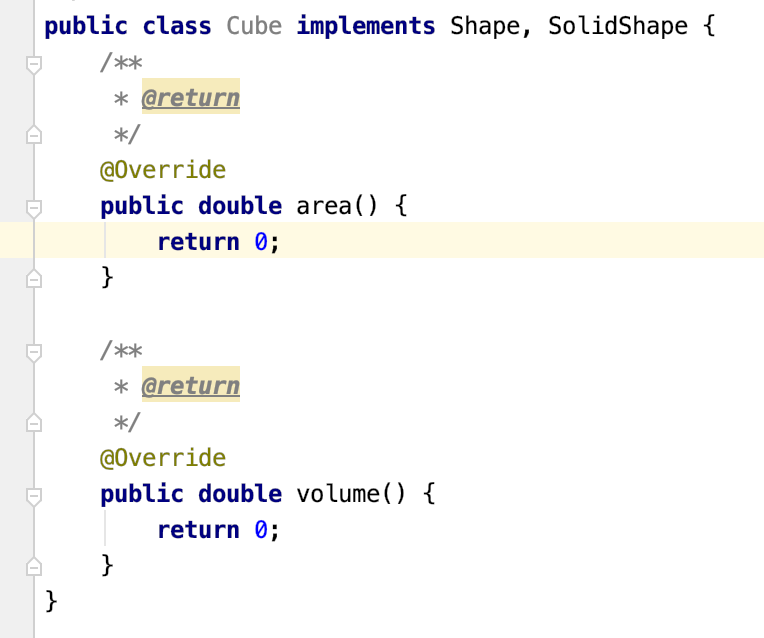 public class Cube implements Shape, SolidShape {
    /**
     * @return
     */
    @Override
    public double area() {
        return 0;
    }

    /**
     * @return
     */
    @Override
    public double volume() {
        return 0;
    }
}